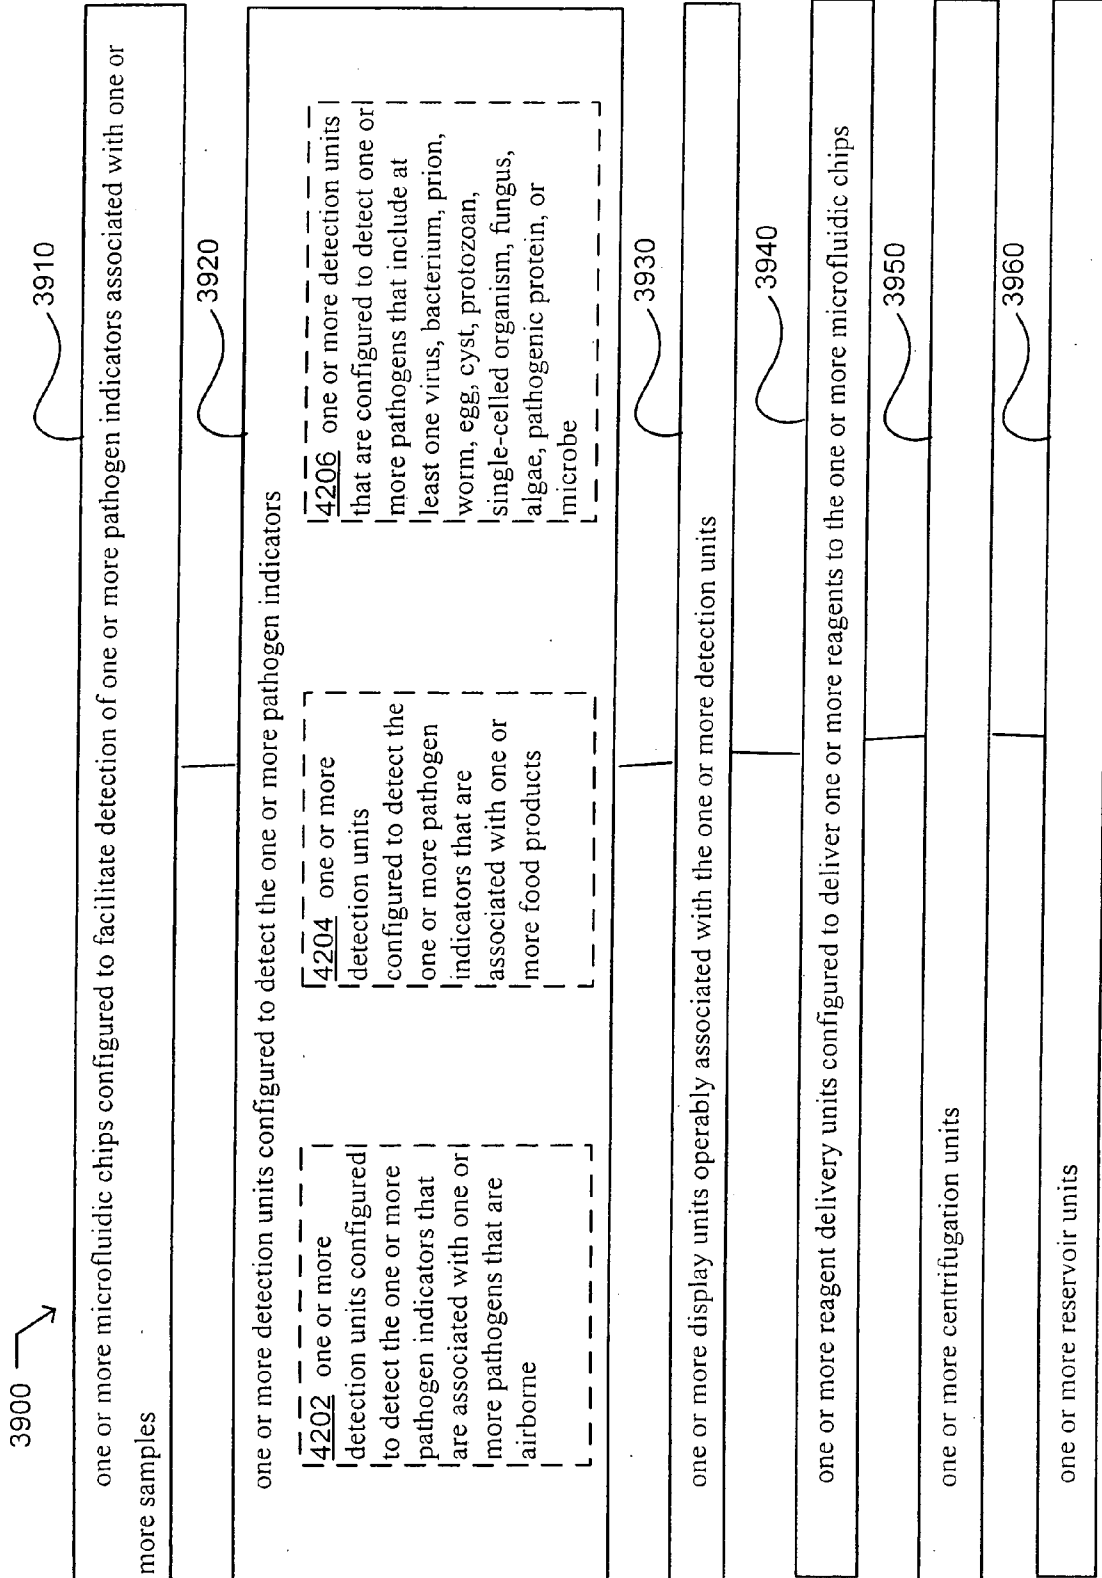 3900
3910
one or more microfluidic chips configured to facilitate detection of one or more pathogen indicators associated with one or
more samples
3920
one or more detection units configured to detect the one or more pathogen indicators
4202 one or more
detection units configured
to detect the one or more
pathogen indicators that
are associated with one or
more pathogens that are
airborne
4204 one or more
detection units
configured to detect the
one or more pathogen
indicators that are
associated with one or
more food products
4206 one or more detection units
that are configured to detect one or
more pathogens that include at
least one virus, bacterium, prion,
worm, egg, cyst, protozoan,
single-celled organism, fungus,
algae, pathogenic protein, or
microbe
3930
one or more display units operably associated with the one or more detection units
3940
one or more reagent delivery units configured to deliver one or more reagents to the one or more microfluidic chips
3950
one or more centrifugation units
3960
one or more reservoir units